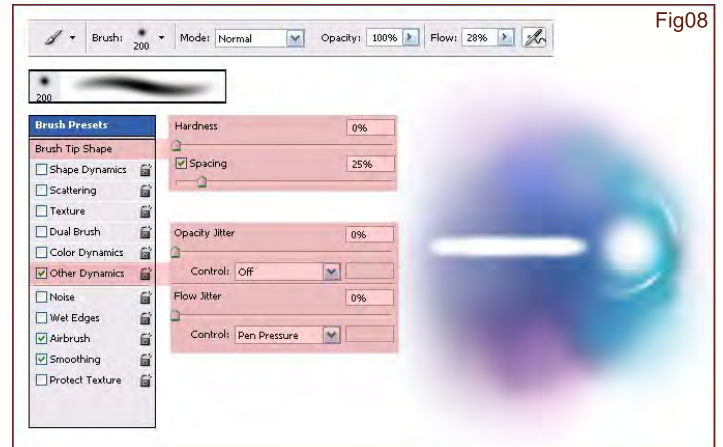 Fig08
Brush: 200 Mode: Normal Opacity: 100% Flow: 28%
200
Brush Presets
Brush Tip Shape
Shape Dynamics
Scattering
Texture
Dual Brush
Color Dynamics
Other Dynamics
Noise
Wet Edges
Airbrush
Smoothing
Protect Texture
Hardness 0%
Spacing 25%
Opacity Jitter 0%
Control: Off
Flow Jitter 0%
Control: Pen Pressure